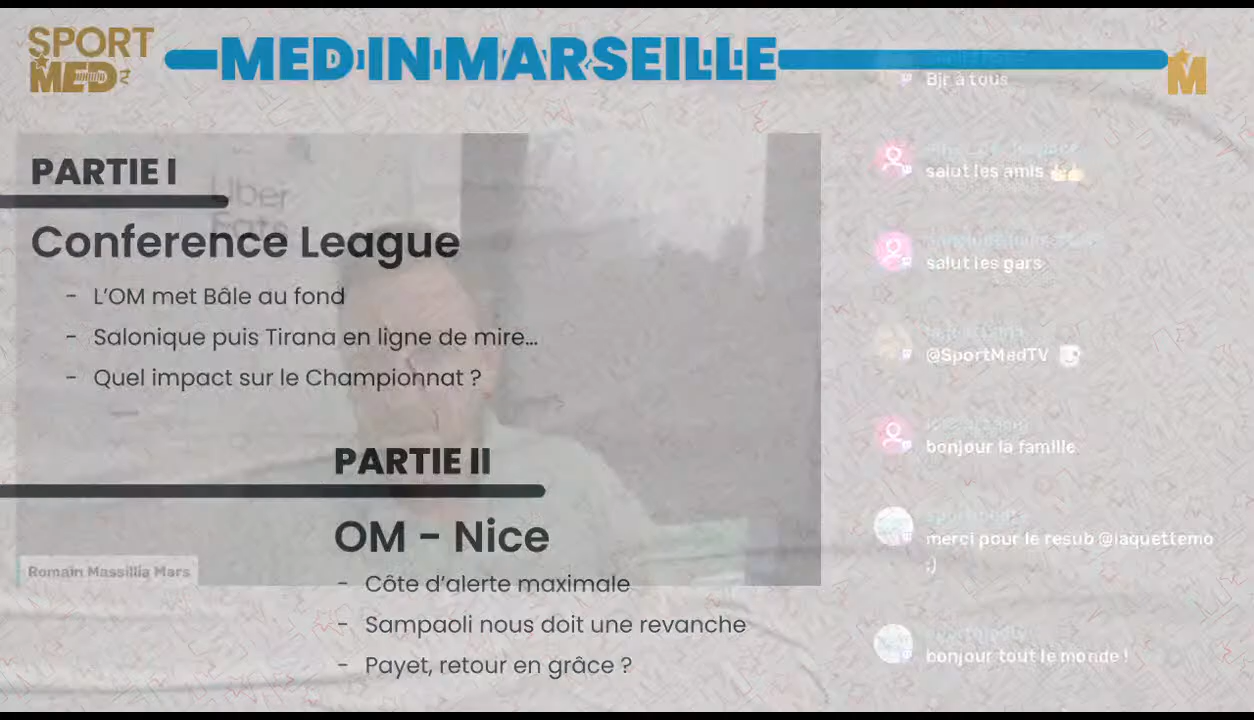 SPORT
MED
MED IN MARSEILLE
M
PARTIE I
Uber
Eats
Conference League
- L'OM met Bâle au fond
- Salonique puis Tirana en ligne de mire...
- Quel impact sur le Championnat ?
PARTIE II
OM - Nice
- Côte d'alerte maximale
- Sampaoli nous doit une revanche
- Payet, retour en grâce ?
Romain Massillia Mars
Bjr à tous
salut les amis
salut les gars
@SportMedTV
bonjour la famille
merci pour le resub @laquettemo
;)
bonjour tout le monde !